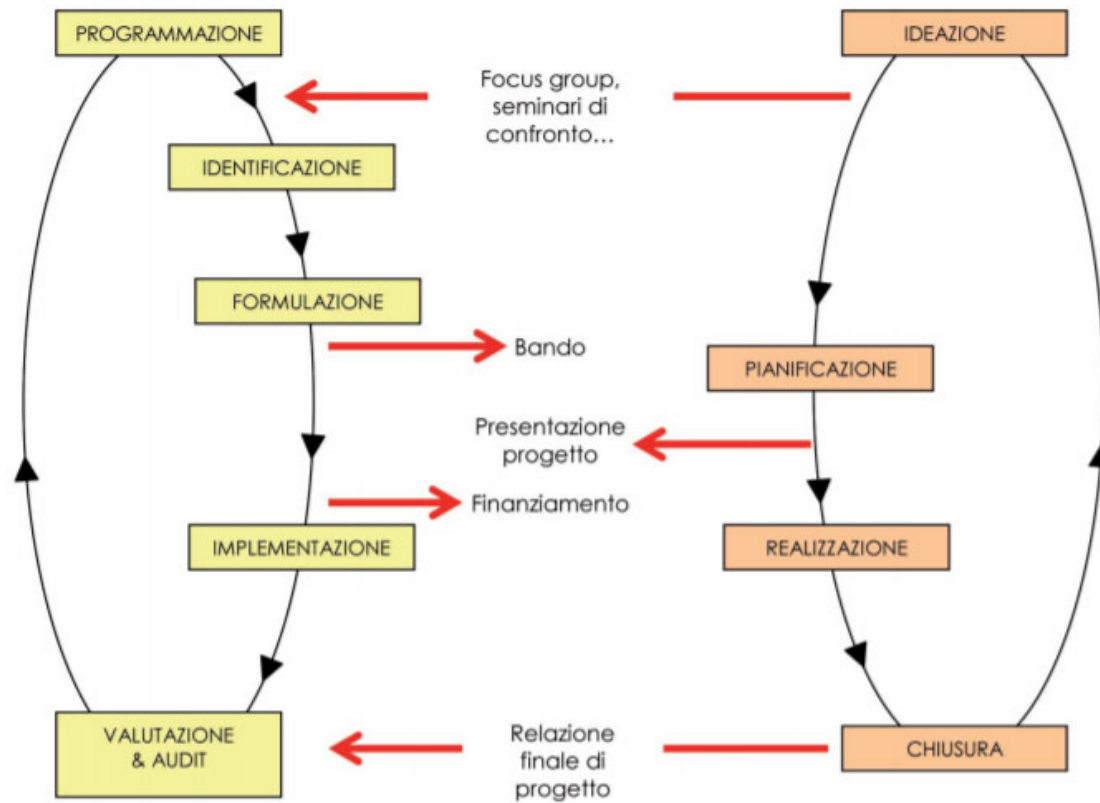 PROGRAMMAZIONE
IDEAZIONE
Focus group,
seminari di
confronto...
IDENTIFICAZIONE
FORMULAZIONE
Bando
PIANIFICAZIONE
Presentazione
progetto
Finanziamento
IMPLEMENTAZIONE
REALIZZAZIONE
VALUTAZIONE
& AUDIT
Relazione
finale di
progetto
CHIUSURA